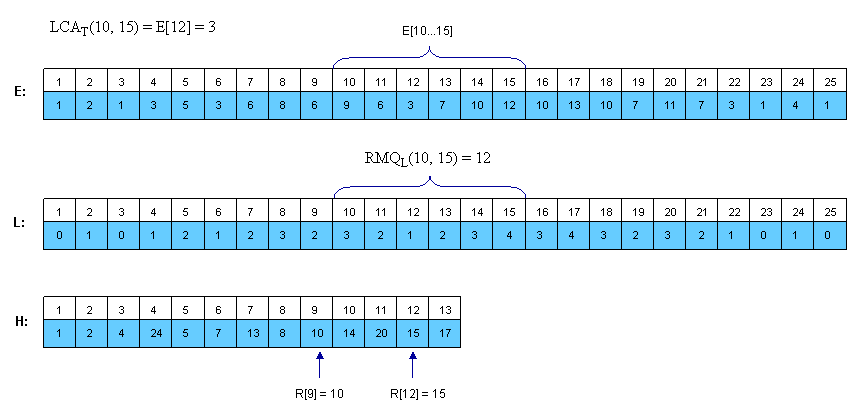 LCA_T(10, 15) = E[12] = 3
E[10...15]
1 2 3 4 5 6 7 8 9 10 11 12 13 14 15 16 17 18 19 20 21 22 23 24 25
E: 1 2 1 3 5 3 6 8 6 9 6 3 7 10 12 10 13 10 7 11 7 3 1 4 1
RMQ_L(10, 15) = 12
1 2 3 4 5 6 7 8 9 10 11 12 13 14 15 16 17 18 19 20 21 22 23 24 25
L: 0 1 0 1 2 1 2 3 2 3 2 1 2 3 4 3 4 3 2 3 2 1 0 1 0
1 2 3 4 5 6 7 8 9 10 11 12 13
H: 1 2 4 24 5 7 13 8 10 14 20 15 17
R[9] = 10 R[12] = 15